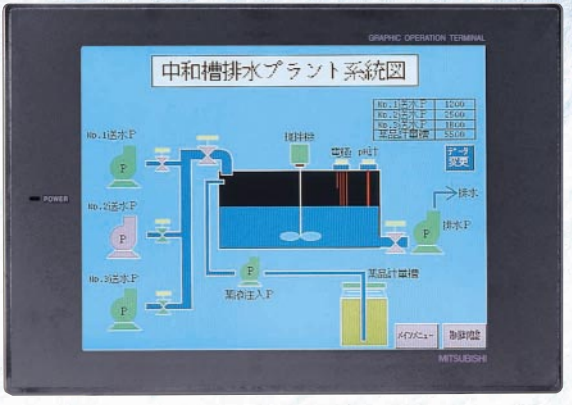 GRAPHIC OPERATION TERMINAL
中和槽排水プラント系統図
No.1送水P 1200
No.2送水P 2500
No.3送水P 1800
薬品計量槽 5500
データ
変更
No.1送水P
P
撹拌機
電極
pH計
POWER
排水
No.2送水P
P
排水P
P
No.3送水P
P
P
薬液注入P
薬品計量槽
メインメニュー
MITSUBISHI